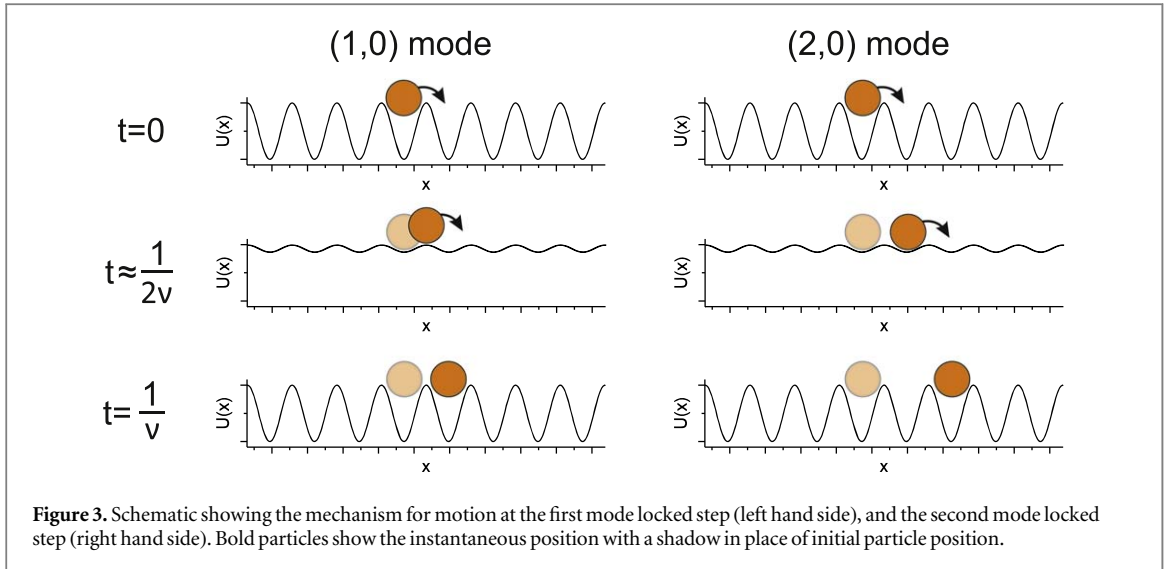 (1,0) mode
(2,0) mode
t=0
U(x)
x
U(x)
x
t≈1/2ν
U(x)
x
U(x)
x
t=1/ν
U(x)
x
U(x)
x
Figure 3. Schematic showing the mechanism for motion at the first mode locked step (left hand side), and the second mode locked
step (right hand side). Bold particles show the instantaneous position with a shadow in place of initial particle position.